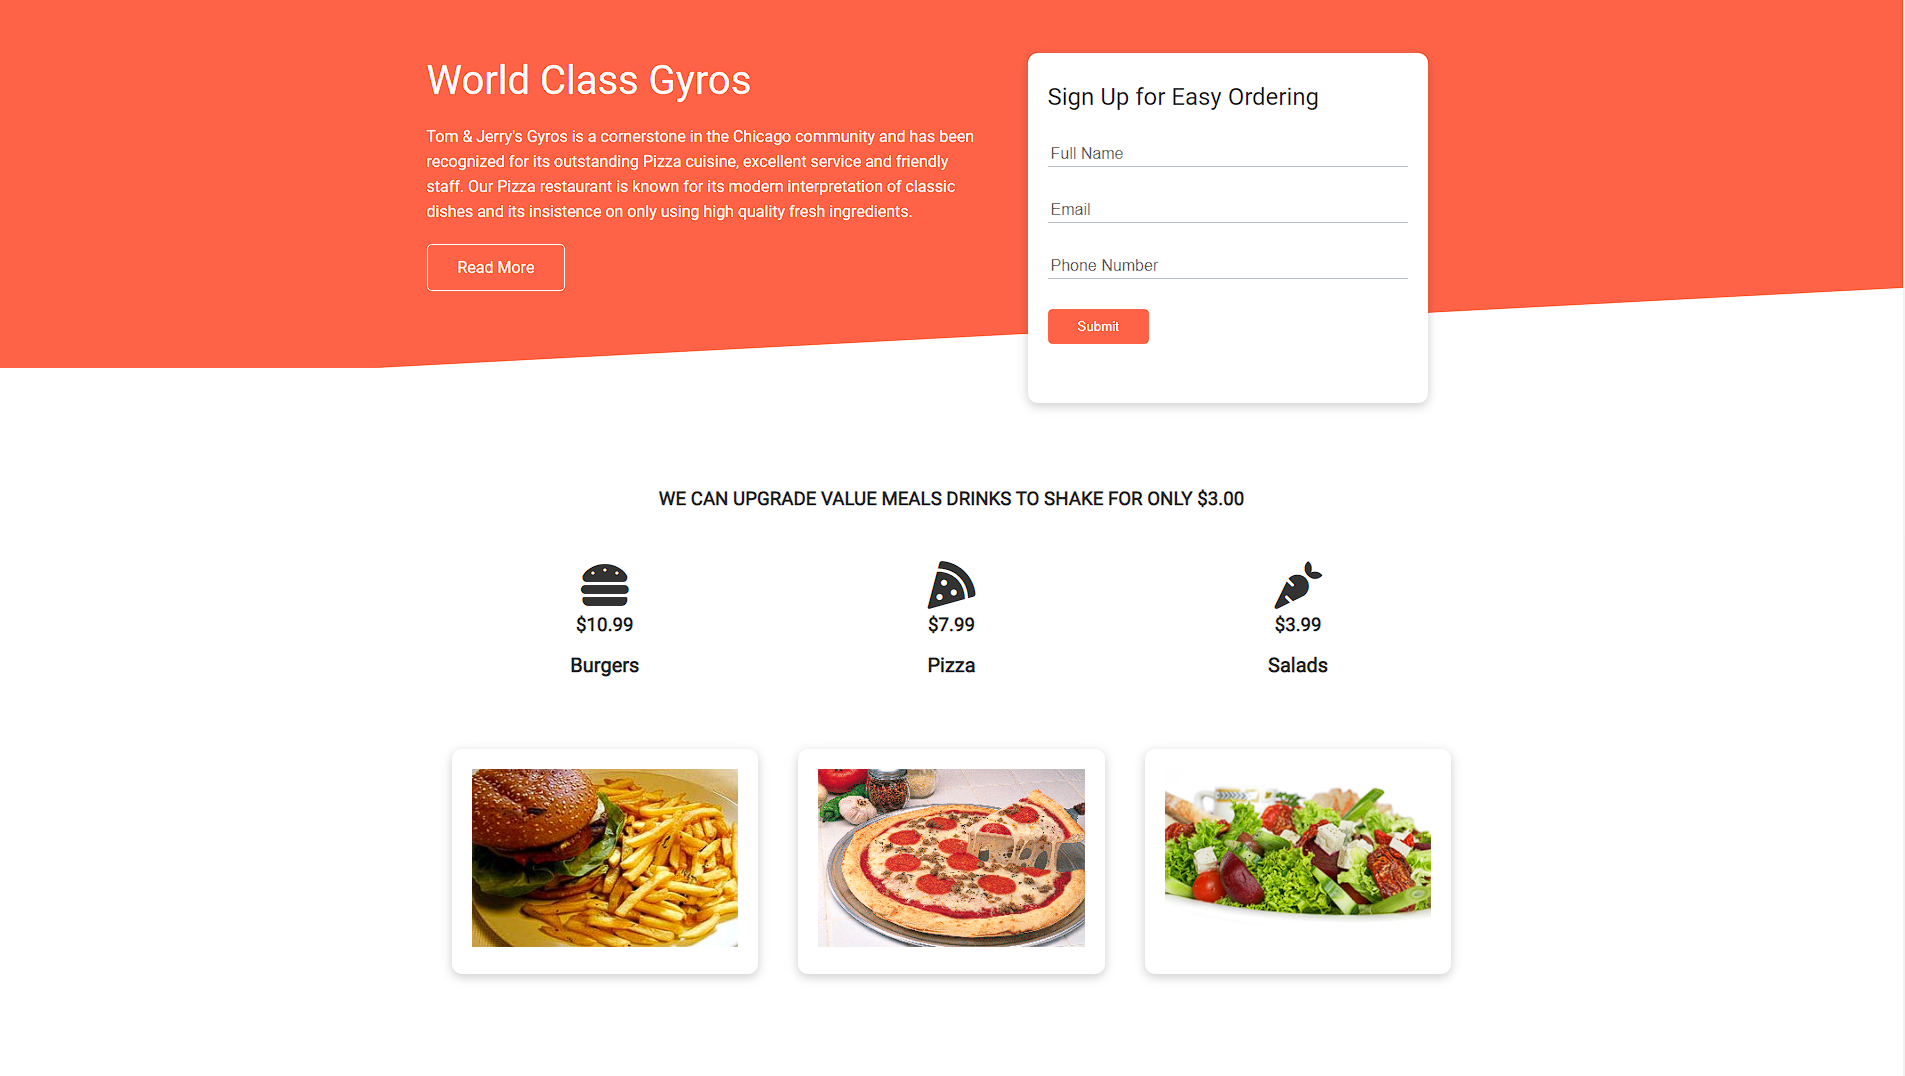 World Class Gyros
Tom & Jerry's Gyros is a cornerstone in the Chicago community and has been
recognized for its outstanding Pizza cuisine, excellent service and friendly
staff. Our Pizza restaurant is known for its modern interpretation of classic
dishes and its insistence on only using high quality fresh ingredients.
Read More
Sign Up for Easy Ordering
Full Name
Email
Phone Number
Submit
WE CAN UPGRADE VALUE MEALS DRINKS TO SHAKE FOR ONLY $3.00
$10.99
Burgers
$7.99
Pizza
$3.99
Salads